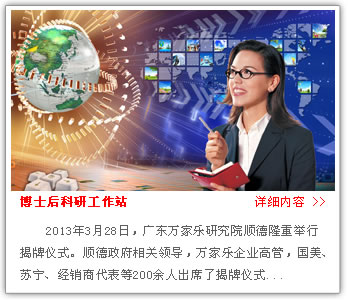 博士后科研工作站 详细内容 >>
2013年3月28日，广东万家乐研究院顺德隆重举行
揭牌仪式。顺德政府相关领导，万家乐企业高管，国美、
苏宁、经销商代表等200余人出席了揭牌仪式...